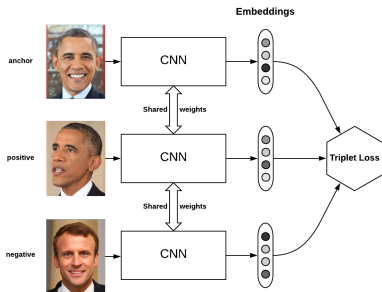 Embeddings
anchor
CNN
Shared weights
positive
CNN
Triplet Loss
Shared weights
negative
CNN